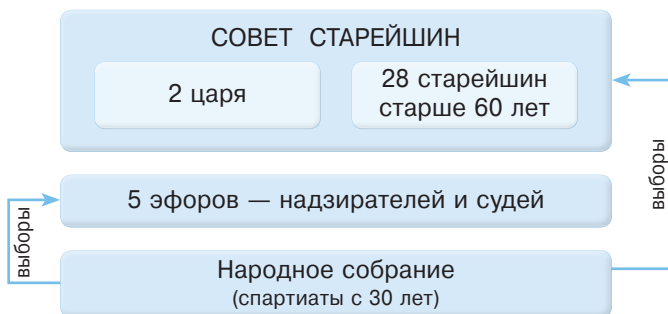 СОВЕТ СТАРЕЙШИН
2 царя
28 старейшин
старше 60 лет
выборы
5 эфоров — надзирателей и судей
выборы
Народное собрание
(спартиаты с 30 лет)